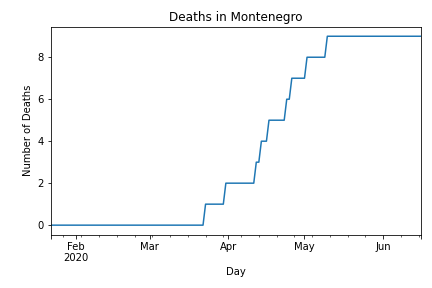 Deaths in Montenegro
Number of Deaths
8
6
4
2
0
Feb
2020
Mar
Apr
May
Jun
Day